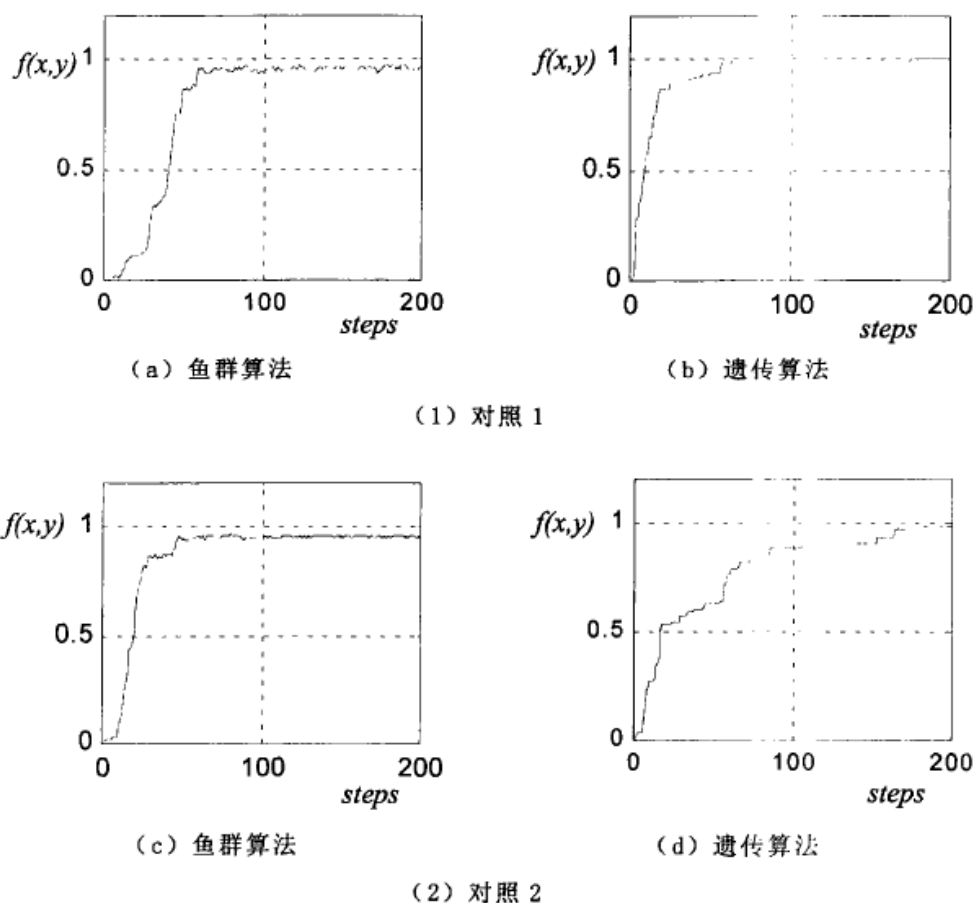 f(x,y) 1 f(x,y) 1
0.5 0.5
0 0
0 100 200 0 100 200
steps steps
（a）鱼群算法 （b）遗传算法
（1）对照 1
f(x,y) 1 f(x,y) 1
0.5 0.5
0 0
0 100 200 0 100 200
steps steps
（c）鱼群算法 （d）遗传算法
（2）对照 2